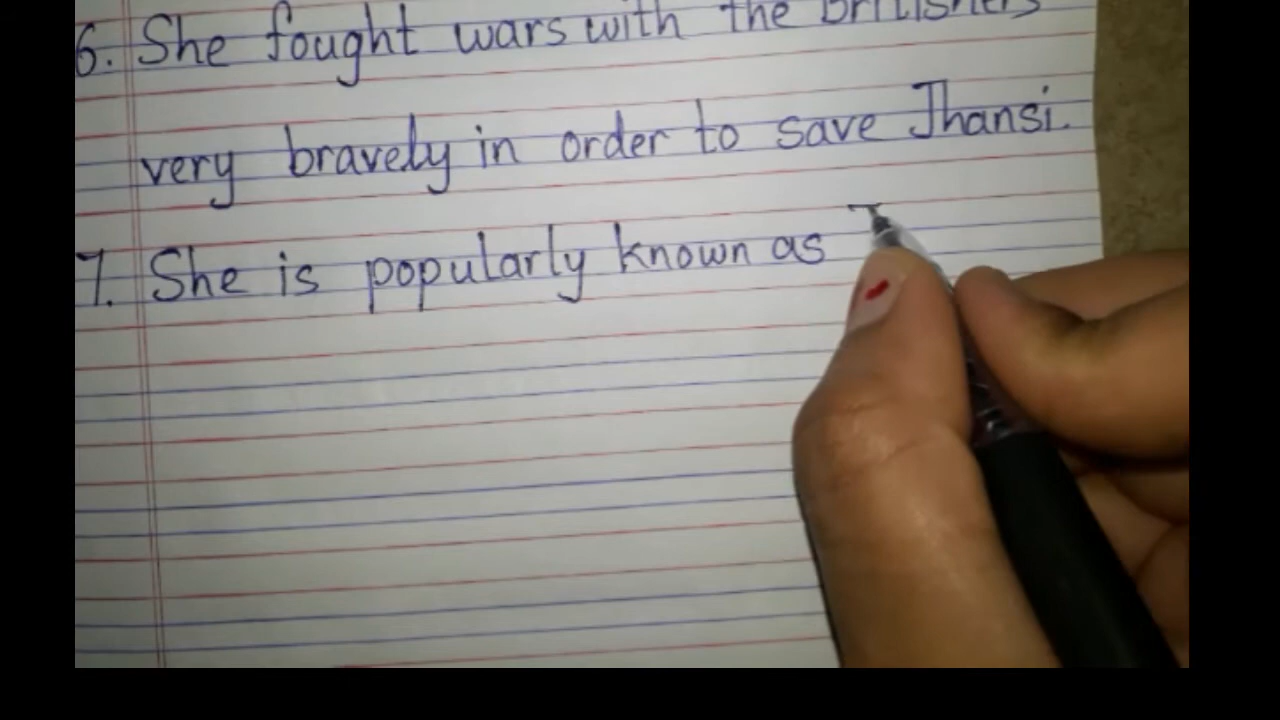 6. She fought wars with the Britishers
very bravely in order to save Jhansi.
7. She is popularly known as